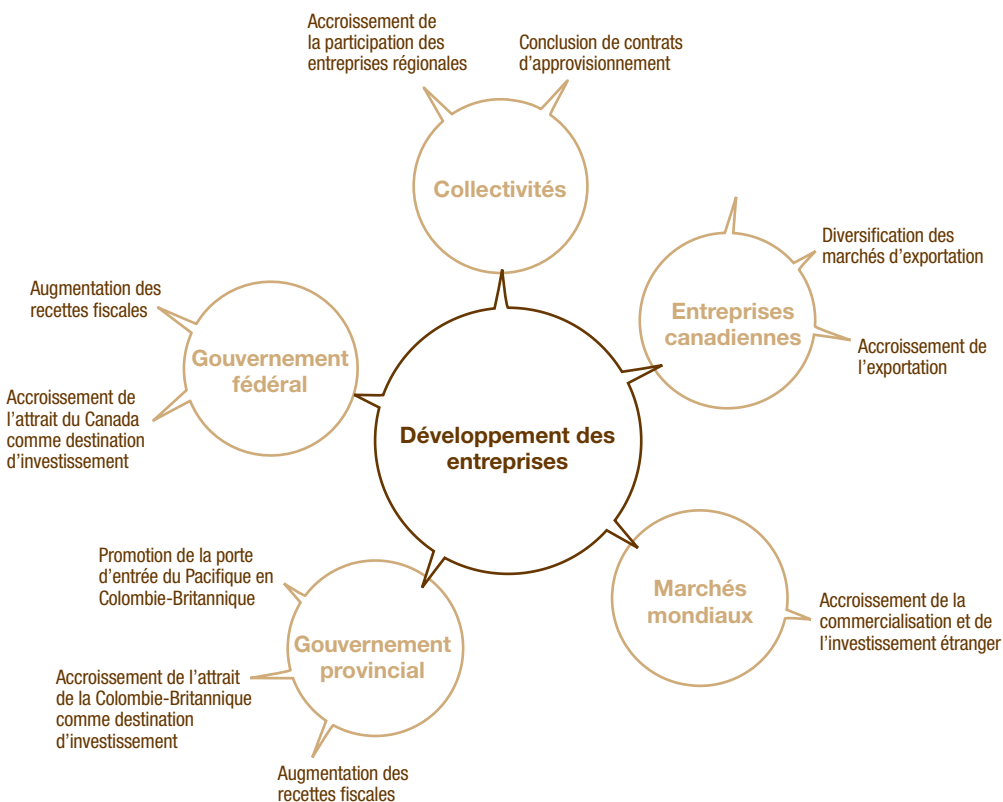 Accroissement de
la participation des
entreprises régionales
Conclusion de contrats
d'approvisionnement
Collectivités
Diversification des
marchés d'exportation
Entreprises
canadiennes
Accroissement de
l'exportation
Augmentation des
recettes fiscales
Gouvernement
fédéral
Accroissement de
l'attrait du Canada
comme destination
d'investissement
Développement des
entreprises
Promotion de la porte
d'entrée du Pacifique en
Colombie-Britannique
Gouvernement
provincial
Accroissement de l'attrait
de la Colombie-Britannique
comme destination
d'investissement
Augmentation des
recettes fiscales
Marchés
mondiaux
Accroissement de la
commercialisation et de
l'investissement étranger